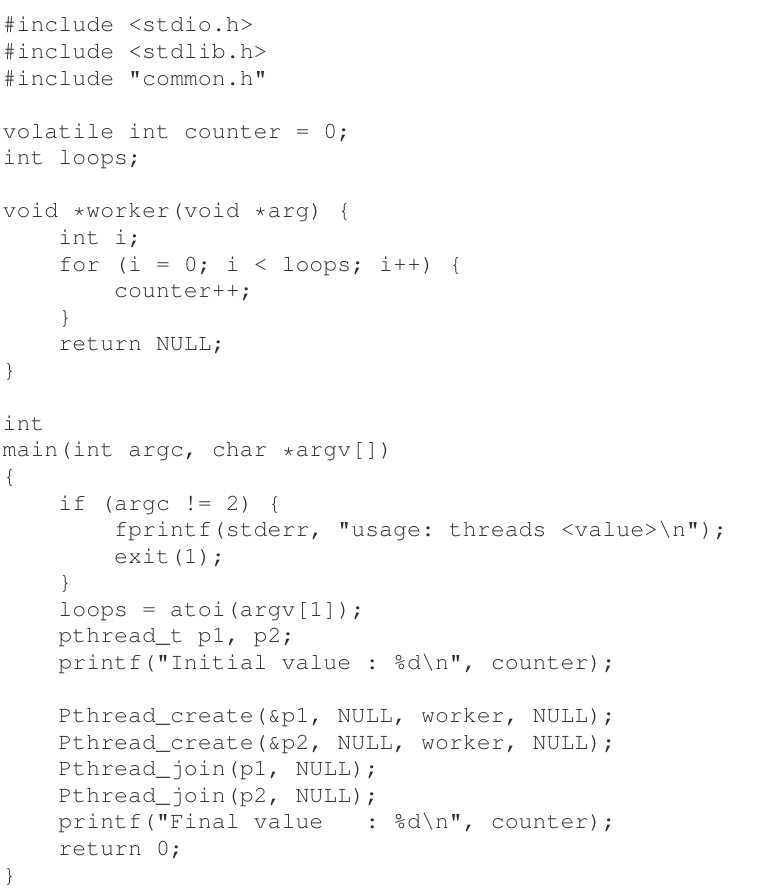 #include <stdio.h>
#include <stdlib.h>
#include "common.h"

volatile int counter = 0;
int loops;

void *worker(void *arg) {
    int i;
    for (i = 0; i < loops; i++) {
        counter++;
    }
    return NULL;
}

int
main(int argc, char *argv[])
{
    if (argc != 2) {
        fprintf(stderr, "usage: threads <value>\n");
        exit(1);
    }
    loops = atoi(argv[1]);
    pthread_t p1, p2;
    printf("Initial value : %d\n", counter);

    Pthread_create(&p1, NULL, worker, NULL);
    Pthread_create(&p2, NULL, worker, NULL);
    Pthread_join(p1, NULL);
    Pthread_join(p2, NULL);
    printf("Final value   : %d\n", counter);
    return 0;
}